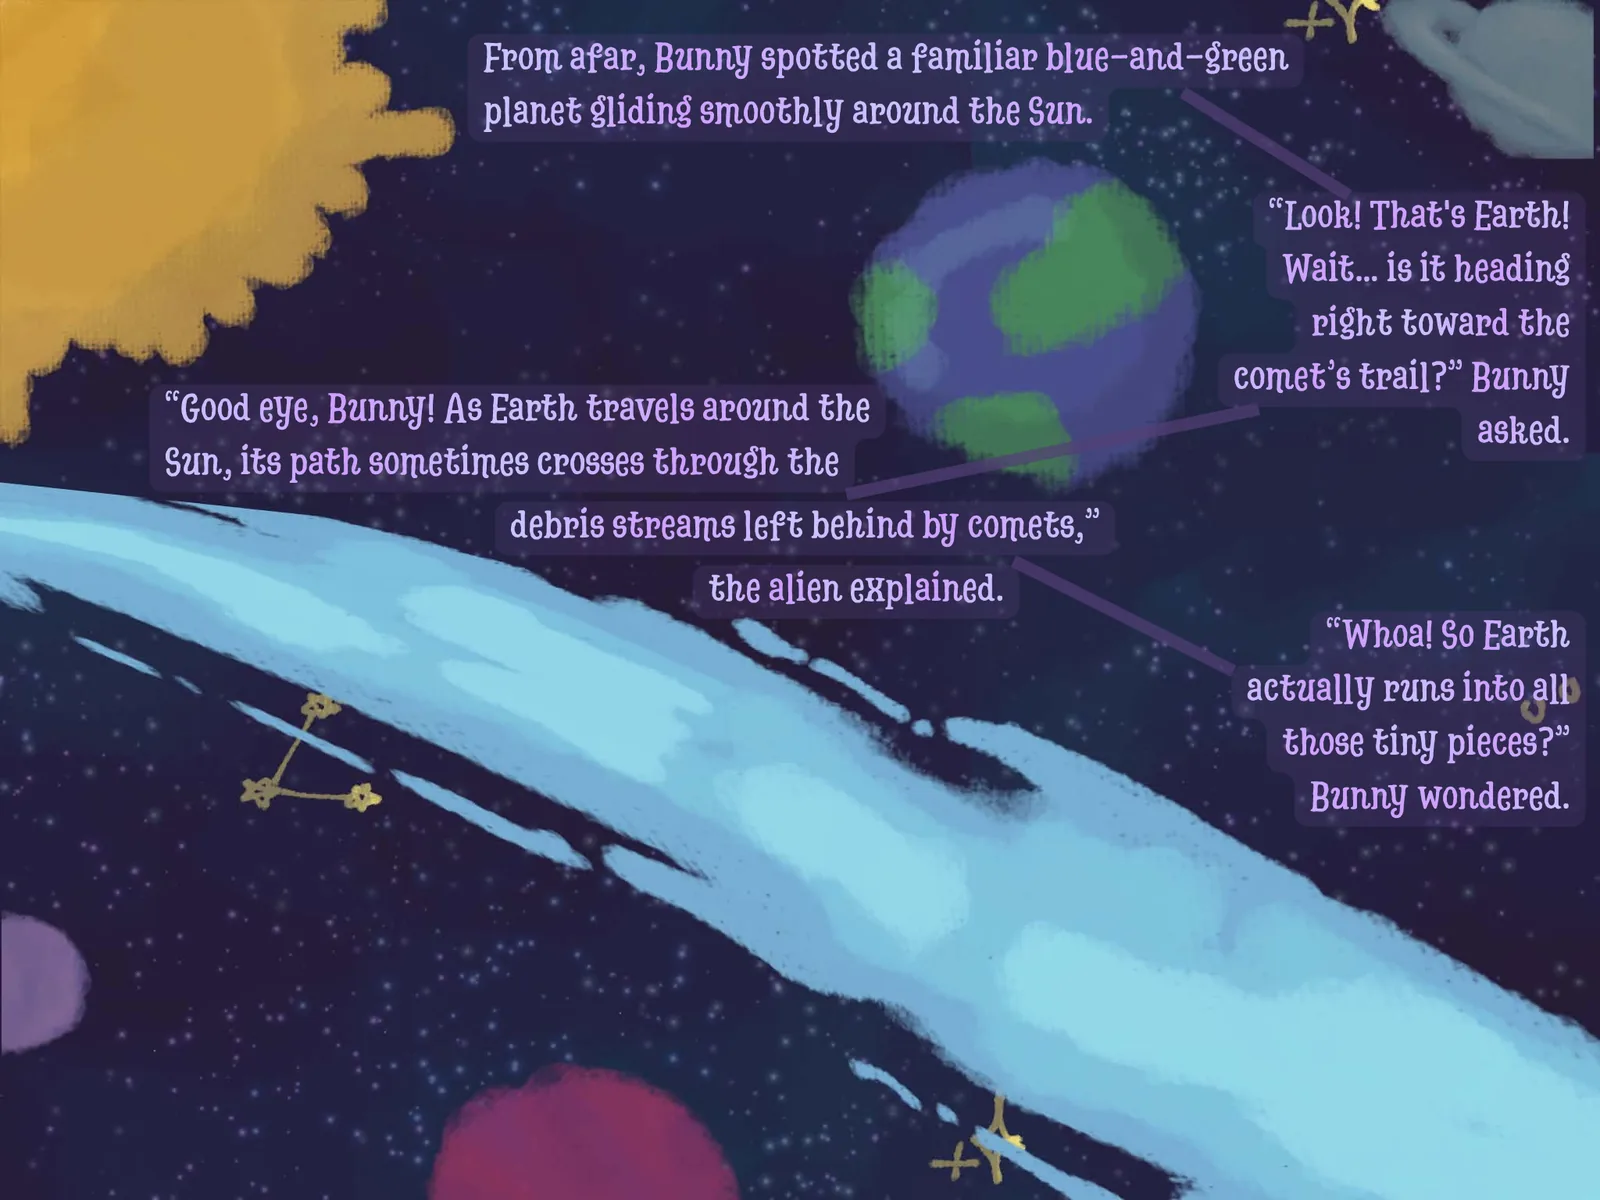 From afar, Bunny spotted a familiar blue-and-green
planet gliding smoothly around the Sun.
“Look! That's Earth!
Wait... is it heading
right toward the
comet’s trail?” Bunny
asked.
“Good eye, Bunny! As Earth travels around the
Sun, its path sometimes crosses through the
debris streams left behind by comets,”
the alien explained.
“Whoa! So Earth
actually runs into all
those tiny pieces?”
Bunny wondered.